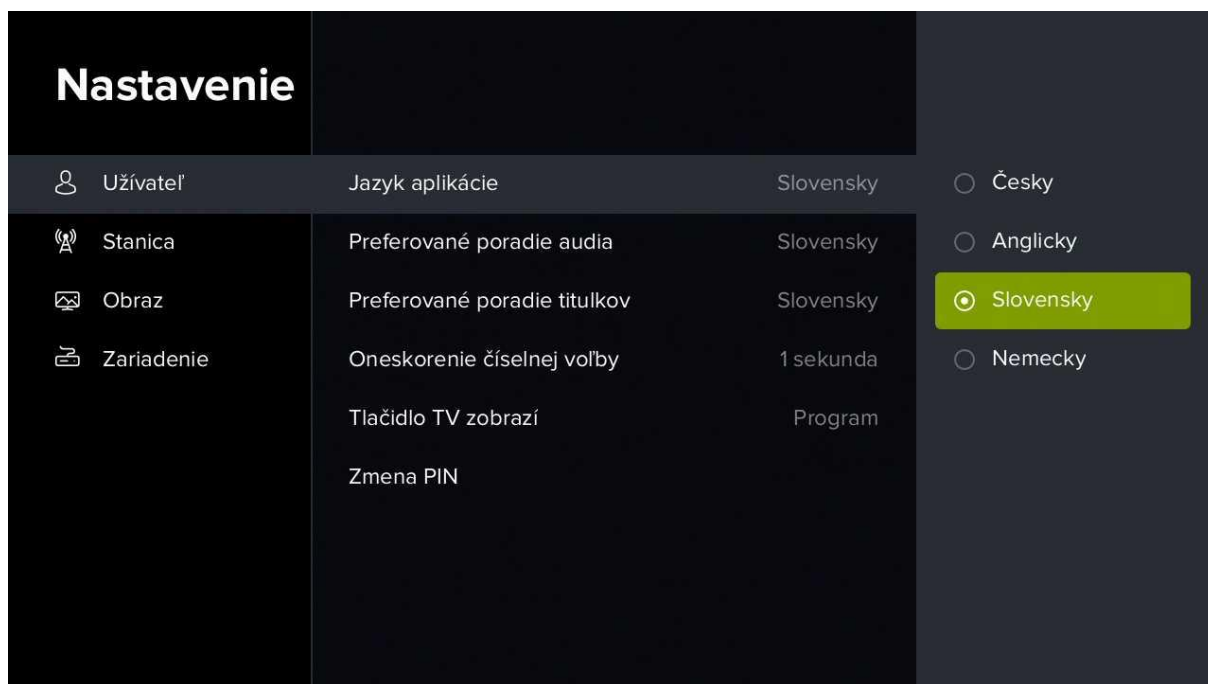 Nastavenie
Užívateľ
Stanica
Obraz
Zariadenie
Jazyk aplikácie Slovensky
Preferované poradie audia Slovensky
Preferované poradie titulkov Slovensky
Oneskorenie číselnej voľby 1 sekunda
Tlačidlo TV zobrazí Program
Zmena PIN
Česky
Anglicky
Slovensky
Nemecky